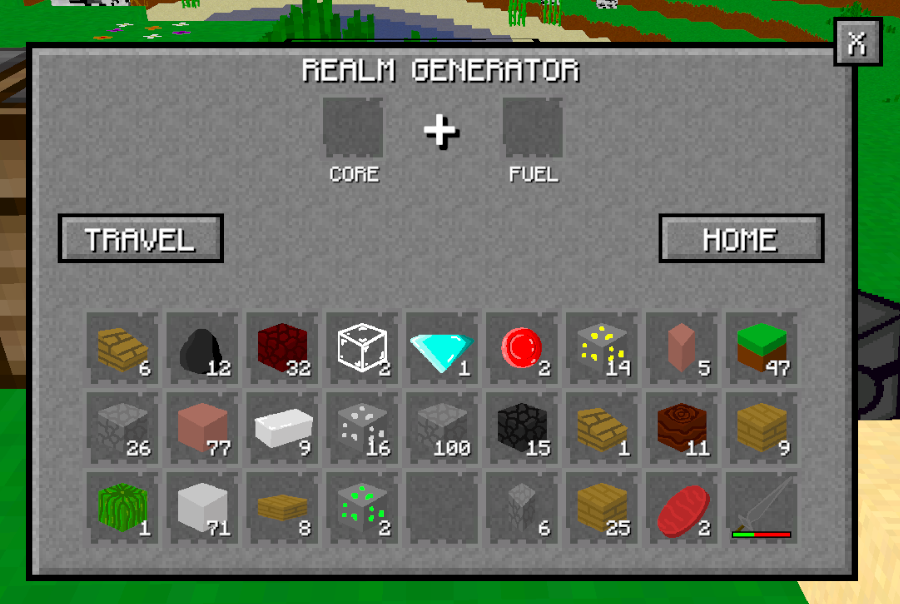 X
REALM GENERATOR
CORE FUEL
TRAVEL HOME
6 12 32 2 1 2 14 5 47
26 77 9 16 100 15 1 11 9
1 71 8 2 6 25 2